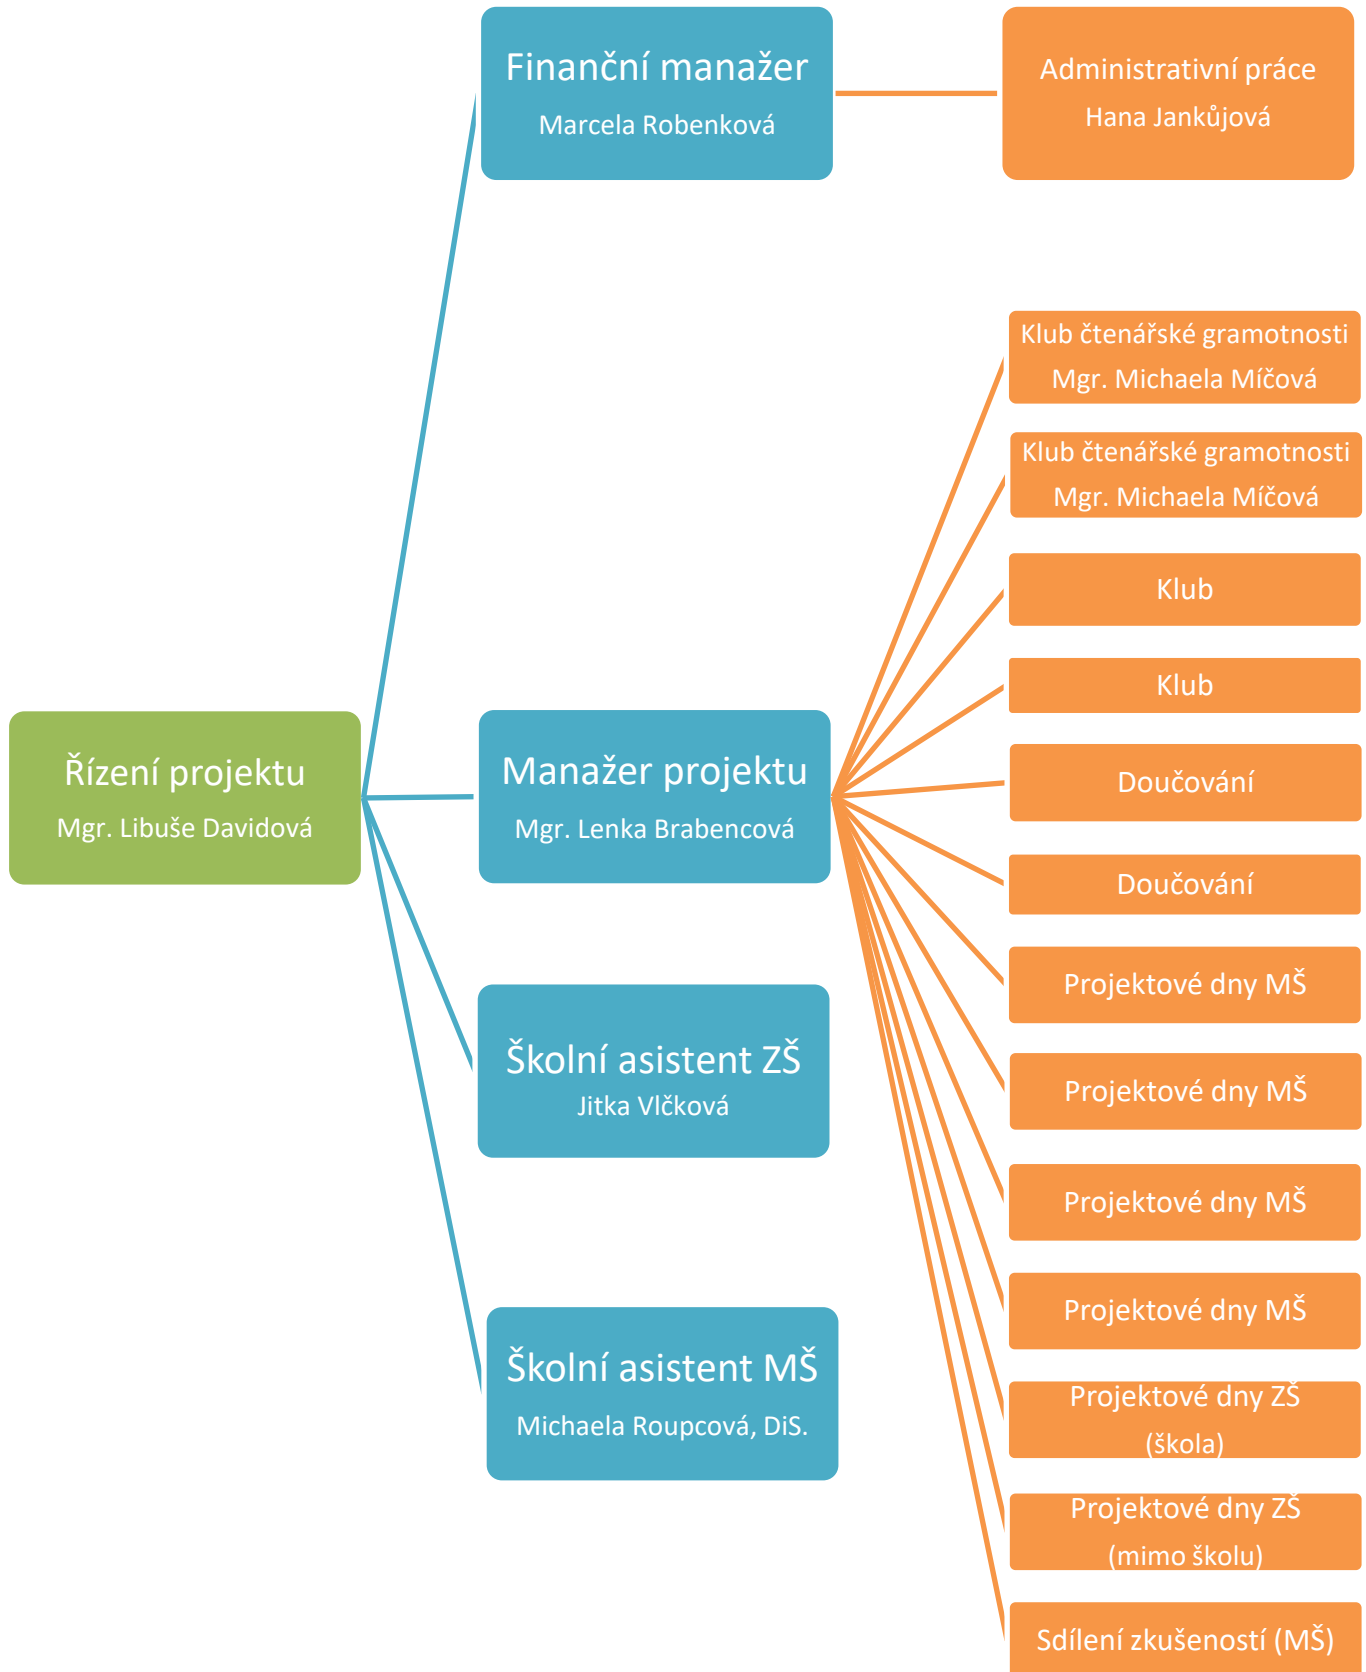 Finanční manažer
Marcela Robenková
Administrativní práce
Hana Jankůjová
Klub čtenářské gramotnosti
Mgr. Michaela Míčová
Klub čtenářské gramotnosti
Mgr. Michaela Míčová
Klub
Klub
Řízení projektu
Mgr. Libuše Davidová
Manažer projektu
Mgr. Lenka Brabencová
Doučování
Doučování
Projektové dny MŠ
Školní asistent ZŠ
Jitka Vlčková
Projektové dny MŠ
Projektové dny MŠ
Projektové dny MŠ
Školní asistent MŠ
Michaela Roupcová, DiS.
Projektové dny ZŠ
(škola)
Projektové dny ZŠ
(mimo školu)
Sdílení zkušeností (MŠ)